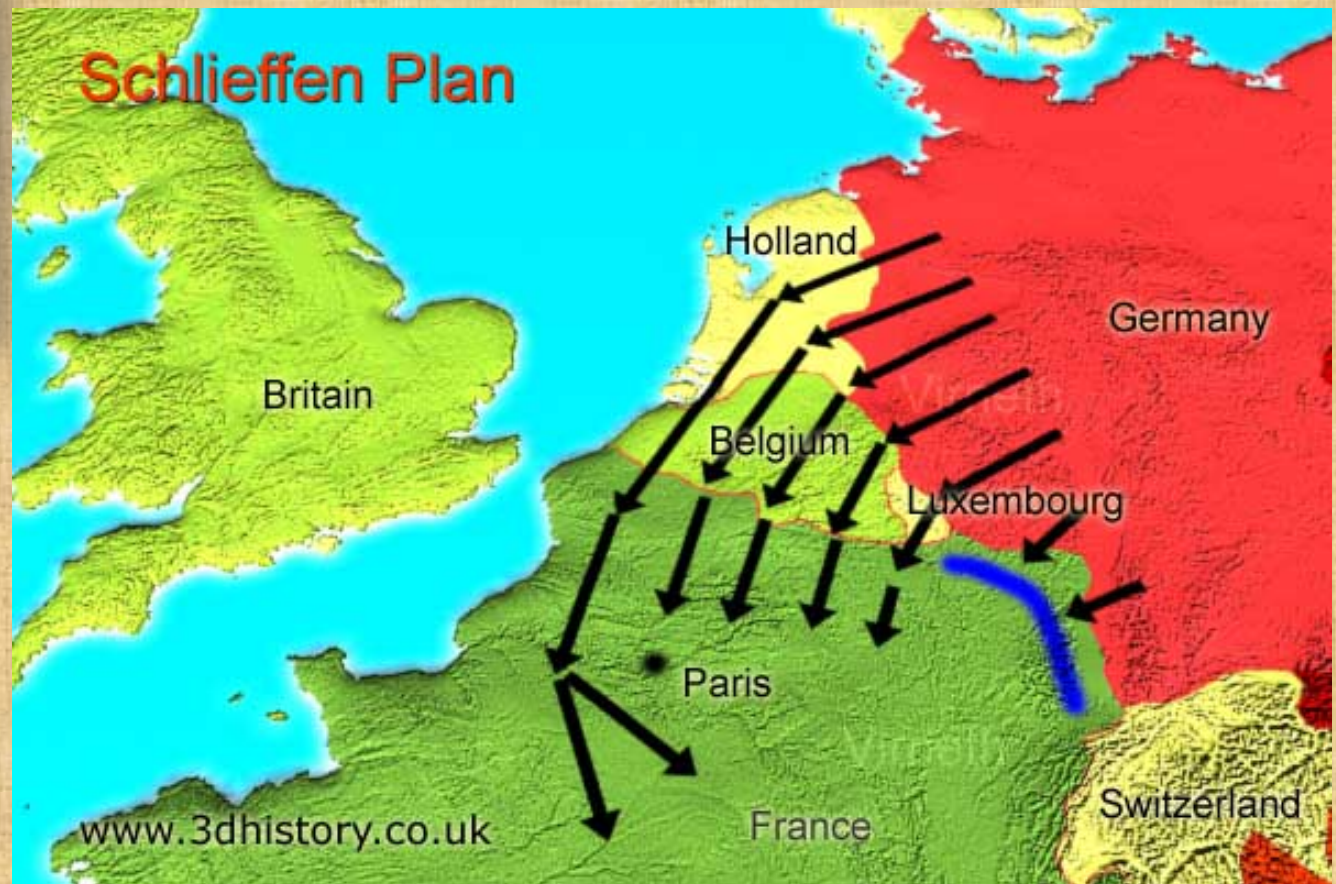 Schlieffen Plan
Holland
Germany
Britain
Belgium
Luxembourg
Paris
Switzerland
www.3dhistory.co.uk
France